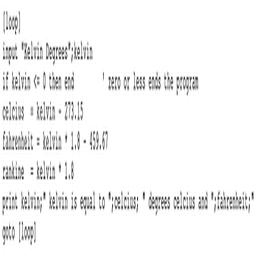 [loop]
input "Kelvin Degrees";kelvin
if kelvin <= 0 then end ' zero or less ends the program
celcius = kelvin - 273.15
fahrenheit = kelvin * 1.8 - 459.67
rankine = kelvin * 1.8
print kelvin;" kelvin is equal to ";celcius; " degrees celcius and ";fahrenheit;"
goto [loop]